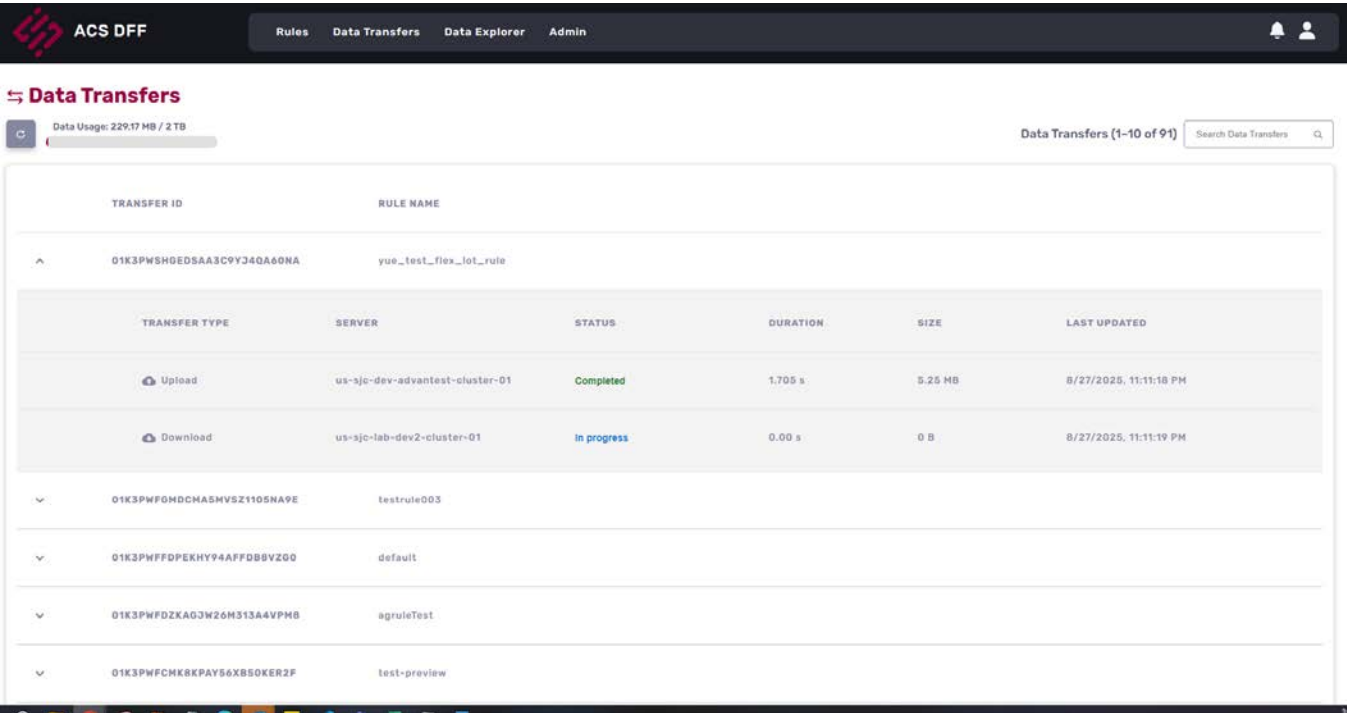 ACS DFF Rules Data Transfers Data Explorer Admin
Data Transfers
Data Usage: 229.17 MB / 2 TB
Data Transfers (1-10 of 91) Search Data Transfers
TRANSFER ID RULE NAME
01K3PWSHGEDSAA3C9YJ4QA60NA yue_test_flex_lot_rule
TRANSFER TYPE SERVER STATUS DURATION SIZE LAST UPDATED
Upload us-sjc-dev-advantest-cluster-01 Completed 1.705 s 5.25 MB 8/27/2025, 11:11:18 PM
Download us-sjc-lab-dev2-cluster-01 In progress 0.00 s 0 B 8/27/2025, 11:11:19 PM
01K3PWFGMDCMA5MVSZ1105NA9E testrule003
01K3PWFFDPEKHY94AFFDB8VZG0 default
01K3PWFDZKAGJW26M313A4VPM8 agruleTest
01K3PWFCMK8KPAY56XB50KER2F test-preview